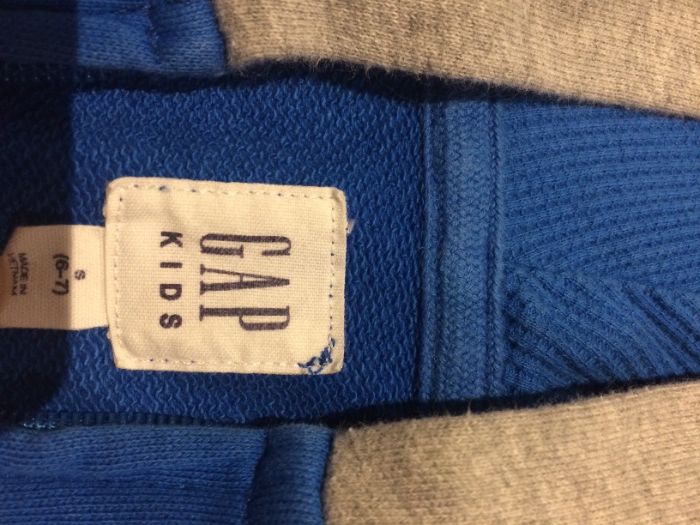 GAP
KIDS
S
(6-7)
MADE IN
VIETNAM